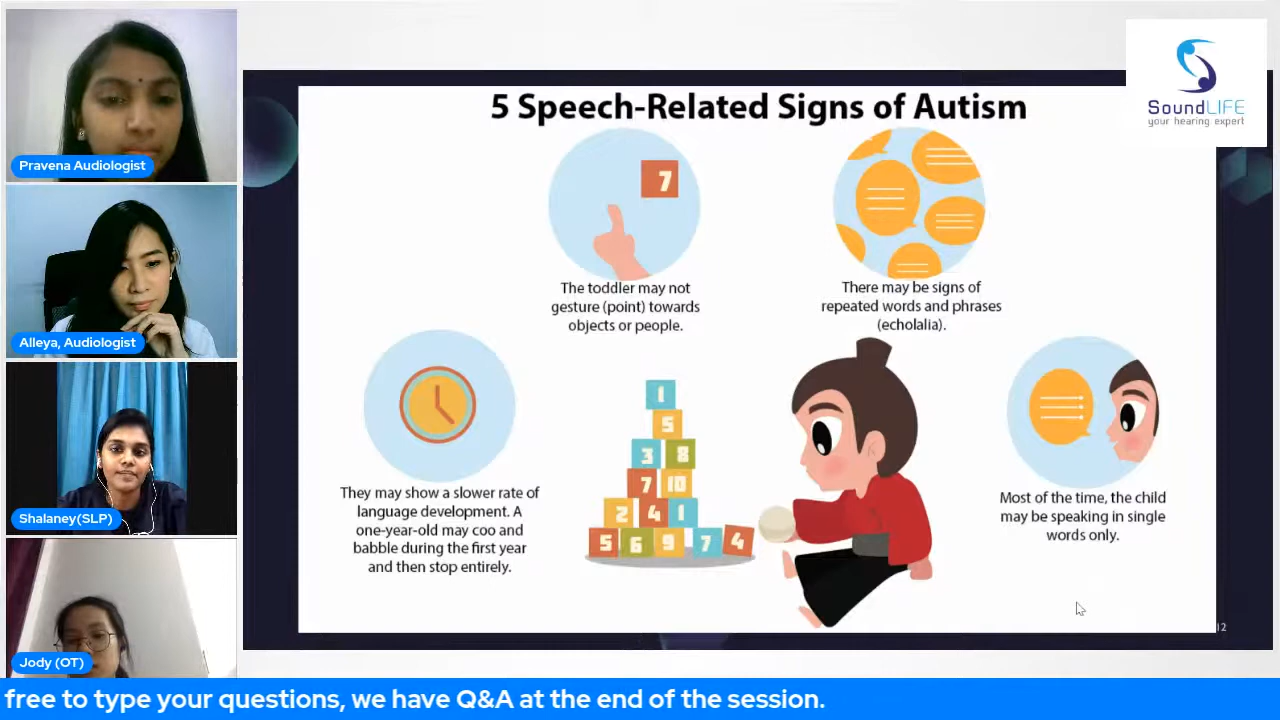 Pravena Audiologist
Alleya, Audiologist
Shalaney(SLP)
Jody (OT)
SoundLIFE
your hearing expert
5 Speech-Related Signs of Autism
7
The toddler may not
gesture (point) towards
objects or people.
There may be signs of
repeated words and phrases
(echolalia).
They may show a slower rate of
language development. A
one-year-old may coo and
babble during the first year
and then stop entirely.
1
5
3 8
7 10
2 4 1
5 6 9 7 4
Most of the time, the child
may be speaking in single
words only.
12
free to type your questions, we have Q&A at the end of the session.